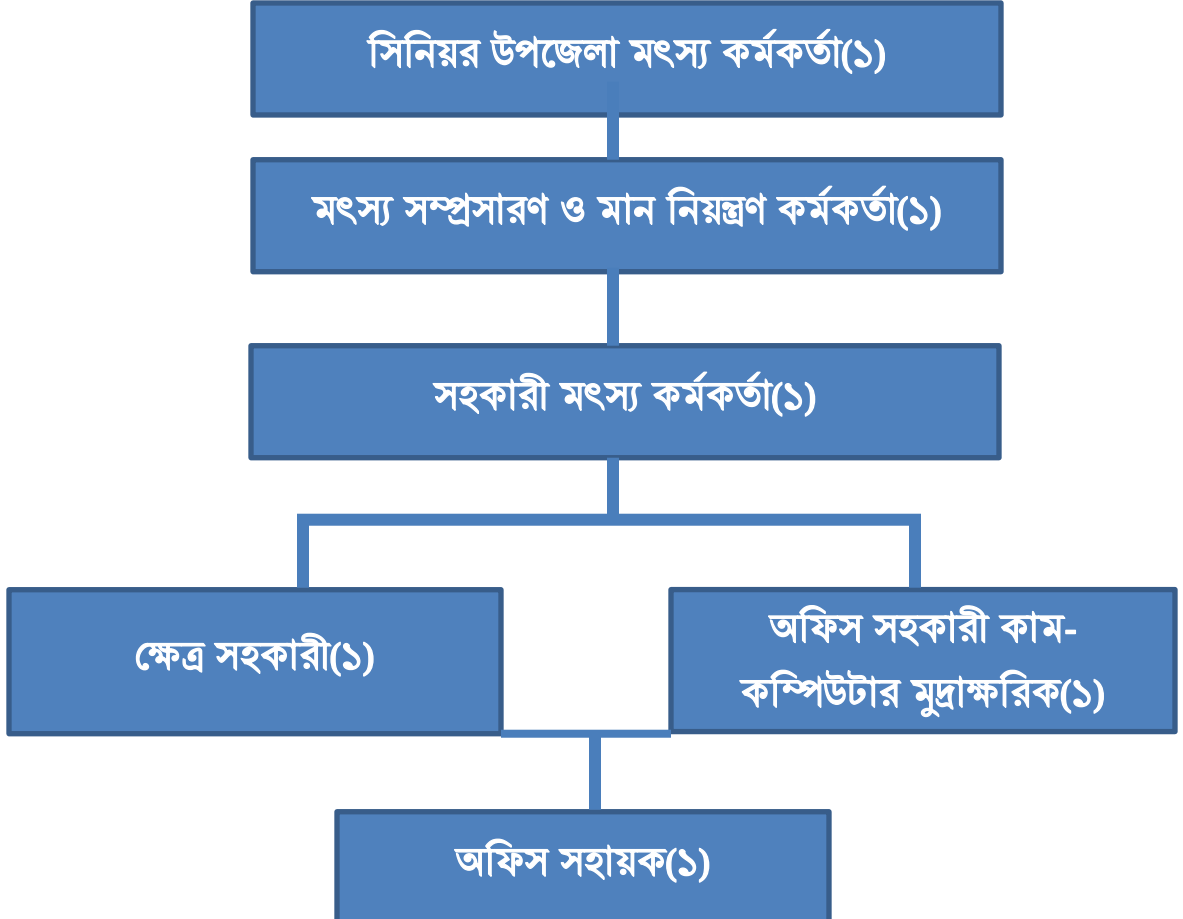 সিনিয়র উপজেলা মৎস্য কর্মকর্তা(১)
মৎস্য সম্প্রসারণ ও মান নিয়ন্ত্রণ কর্মকর্তা(১)
সহকারী মৎস্য কর্মকর্তা(১)
ক্ষেত্র সহকারী(১)
অফিস সহকারী কাম-
কম্পিউটার মুদ্রাক্ষরিক(১)
অফিস সহায়ক(১)